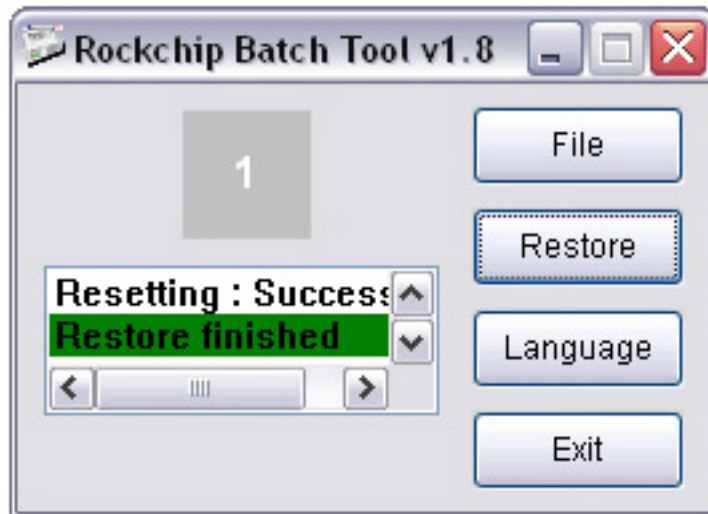 Rockchip Batch Tool v1.8
1
File
Restore
Resetting : Success
Restore finished
Language
Exit